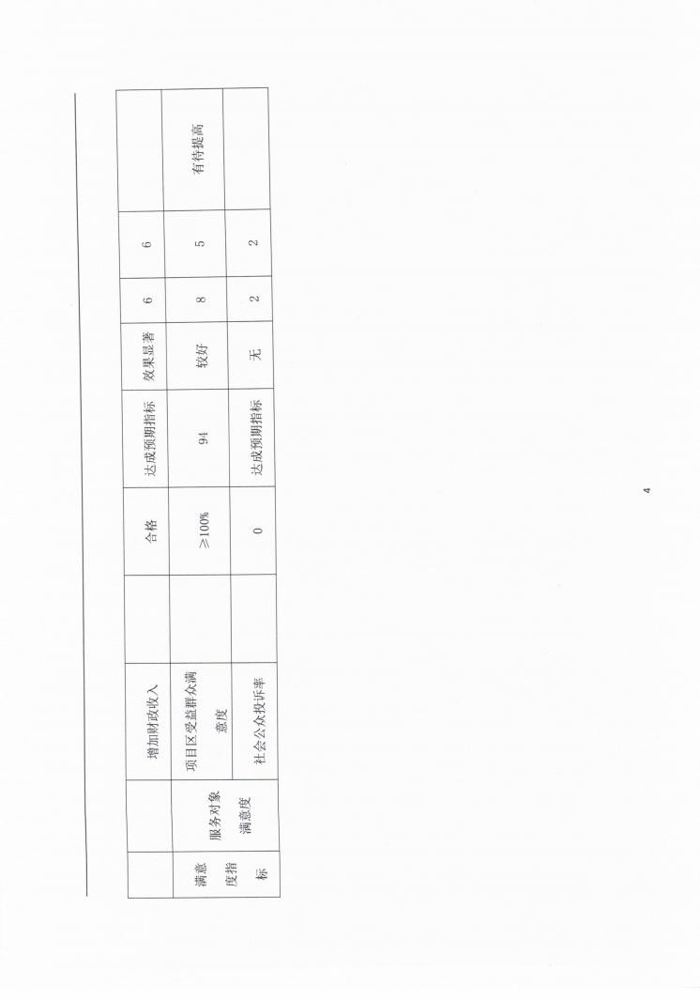 增加财政收入 合格 达成预期指标 效果显著 6 6
满意
度指
标
服务对象
满意度
项目区受益群众满
意度
≥100% 94 较好 8 5 有待提高
社会公众投诉率 0 达成预期指标 无 2 2
4